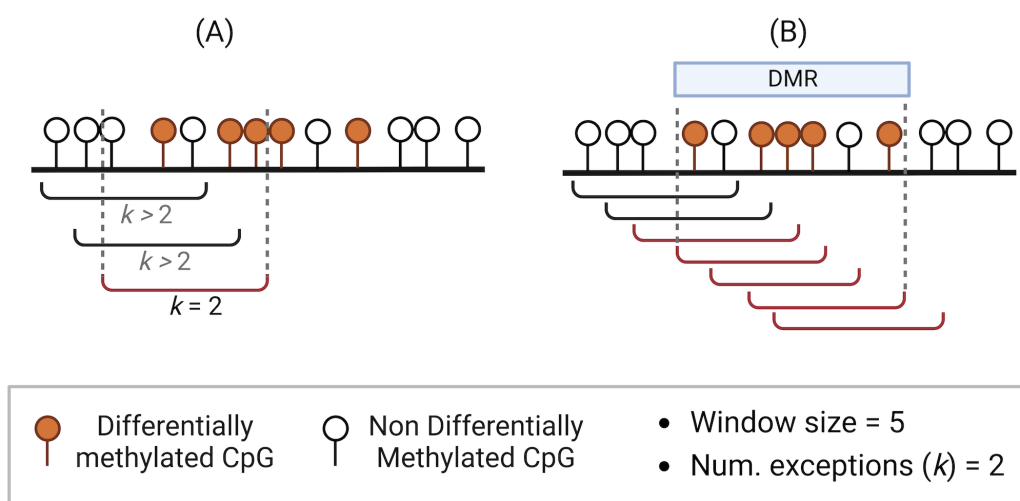 (A)
(B)
DMR
k > 2
k > 2
k = 2
Differentially
methylated CpG
Non Differentially
Methylated CpG
• Window size = 5
• Num. exceptions (k) = 2